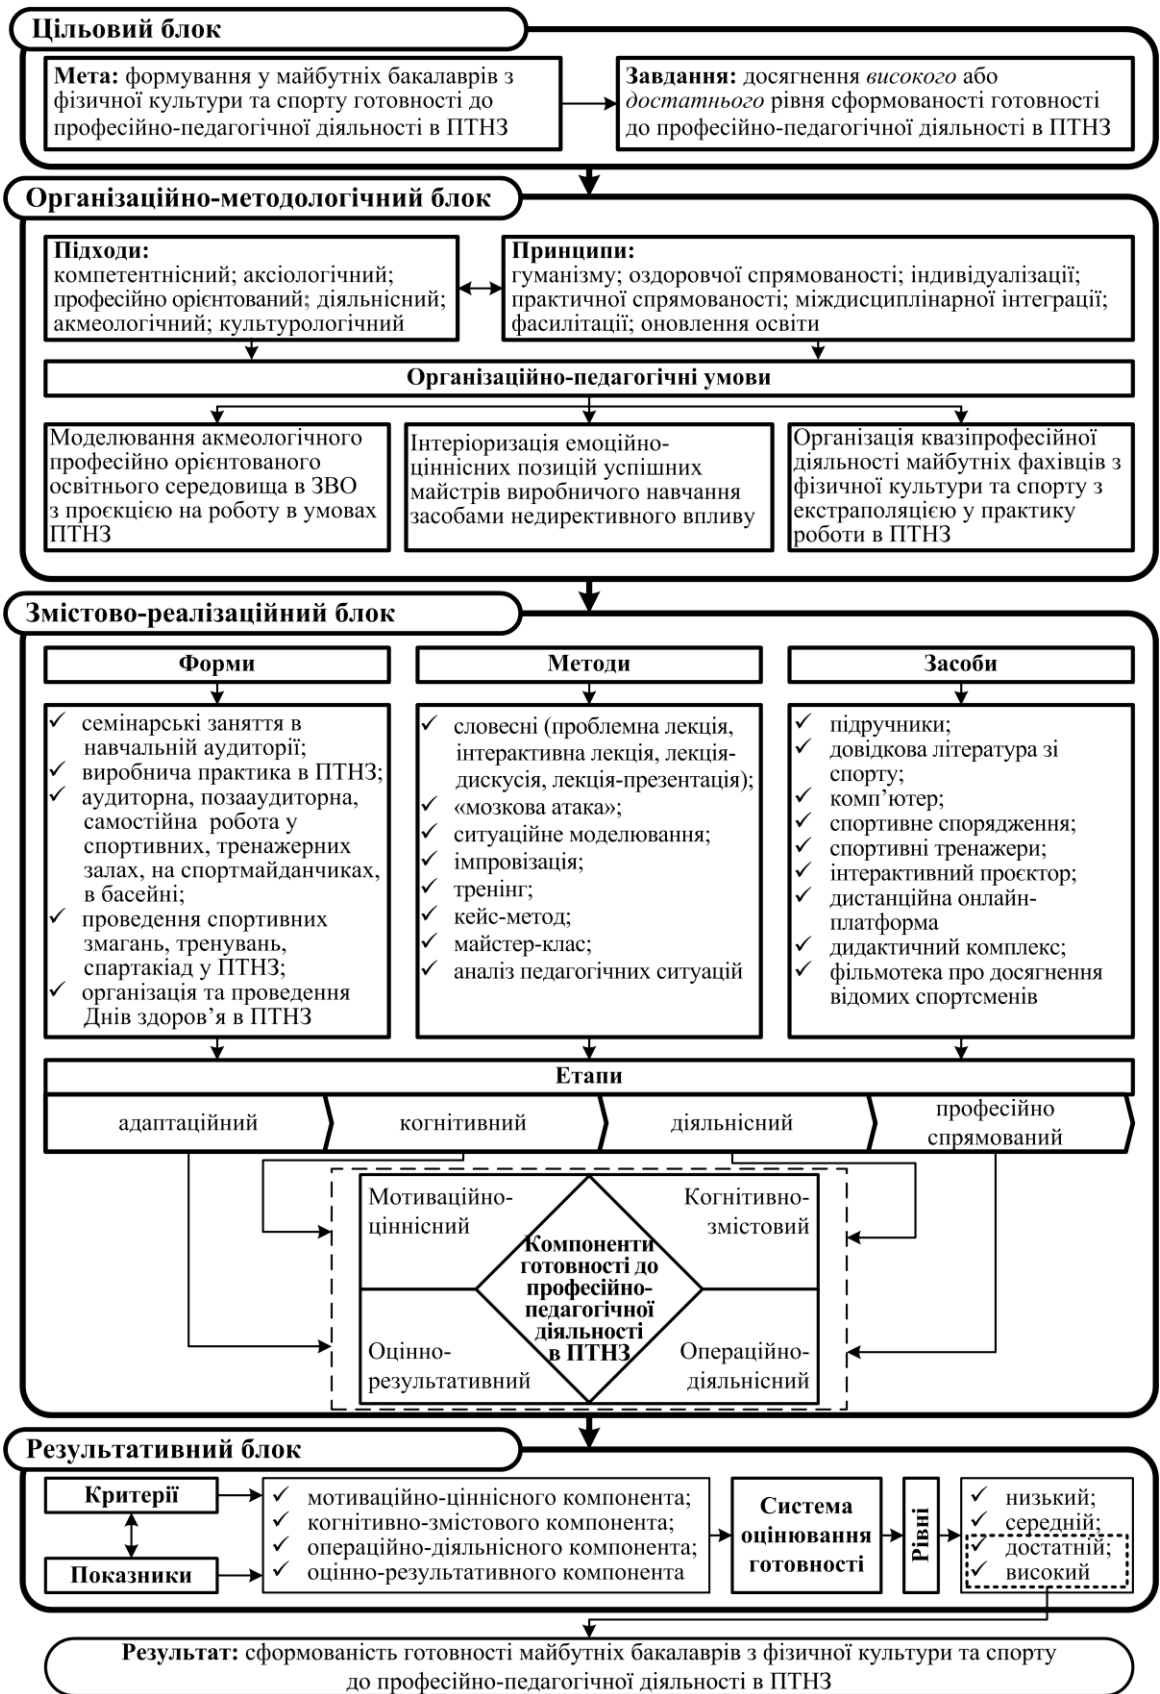 Цільовий блок
Мета: формування у майбутніх бакалаврів з
фізичної культури та спорту готовності до
професійно-педагогічної діяльності в ПТНЗ
Завдання: досягнення високого або
достатнього рівня сформованості готовності
до професійно-педагогічної діяльності в ПТНЗ
Організаційно-методологічний блок
Підходи:
компетентнісний; аксіологічний;
професійно орієнтований; діяльнісний;
акмеологічний; культурологічний
Принципи:
гуманізму; оздоровчої спрямованості; індивідуалізації;
практичної спрямованості; міждисциплінарної інтеграції;
фасилітації; оновлення освіти
Організаційно-педагогічні умови
Моделювання акмеологічного
професійно орієнтованого
освітнього середовища в ЗВО
з проєкцією на роботу в умовах
ПТНЗ
Інтеріоризація емоційно-
ціннісних позицій успішних
майстрів виробничого навчання
засобами недирективного впливу
Організація квазіпрофесійної
діяльності майбутніх фахівців з
фізичної культури та спорту з
екстраполяцією у практику
роботи в ПТНЗ
Змістово-реалізаційний блок
Форми
✓ семінарські заняття в
навчальній аудиторії;
✓ виробнича практика в ПТНЗ;
✓ аудиторна, позааудиторна,
самостійна робота у
спортивних, тренажерних
залах, на спортмайданчиках,
в басейні;
✓ проведення спортивних
змагань, тренувань,
спартакіад у ПТНЗ;
✓ організація та проведення
Днів здоров’я в ПТНЗ
Методи
✓ словесні (проблемна лекція,
інтерактивна лекція, лекція-
дискусія, лекція-презентація);
✓ «мозкова атака»;
✓ ситуаційне моделювання;
✓ імпровізація;
✓ тренінг;
✓ кейс-метод;
✓ майстер-клас;
✓ аналіз педагогічних ситуацій
Засоби
✓ підручники;
✓ довідкова література зі
спорту;
✓ комп’ютер;
✓ спортивне спорядження;
✓ спортивні тренажери;
✓ інтерактивний проєктор;
✓ дистанційна онлайн-
платформа
✓ дидактичний комплекс;
✓ фільмотека про досягнення
відомих спортсменів
Етапи
адаптаційний
когнітивний
діяльнісний
професійно
спрямований
Мотиваційно-
ціннісний
Когнітивно-
змістовий
Компоненти
готовності до
професійно-
педагогічної
діяльності
в ПТНЗ
Оцінно-
результативний
Операційно-
діяльнісний
Результативний блок
Критерії
Показники
✓ мотиваційно-ціннісного компонента;
✓ когнітивно-змістового компонента;
✓ операційно-діяльнісного компонента;
✓ оцінно-результативного компонента
Система
оцінювання
готовності
Рівні
✓ низький;
✓ середній;
✓ достатній;
✓ високий
Результат: сформованість готовності майбутніх бакалаврів з фізичної культури та спорту
до професійно-педагогічної діяльності в ПТНЗ